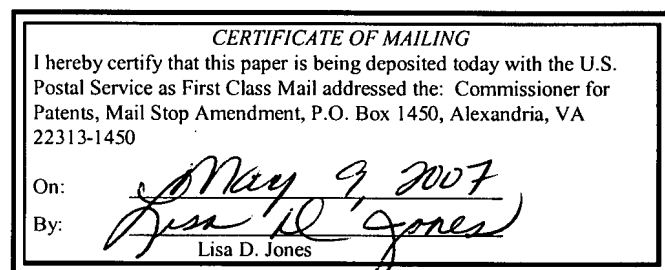 CERTIFICATE OF MAILING
I hereby certify that this paper is being deposited today with the U.S.
Postal Service as First Class Mail addressed the: Commissioner for
Patents, Mail Stop Amendment, P.O. Box 1450, Alexandria, VA
22313-1450
On: May 9, 2007
By: Lisa D Jones
Lisa D. Jones